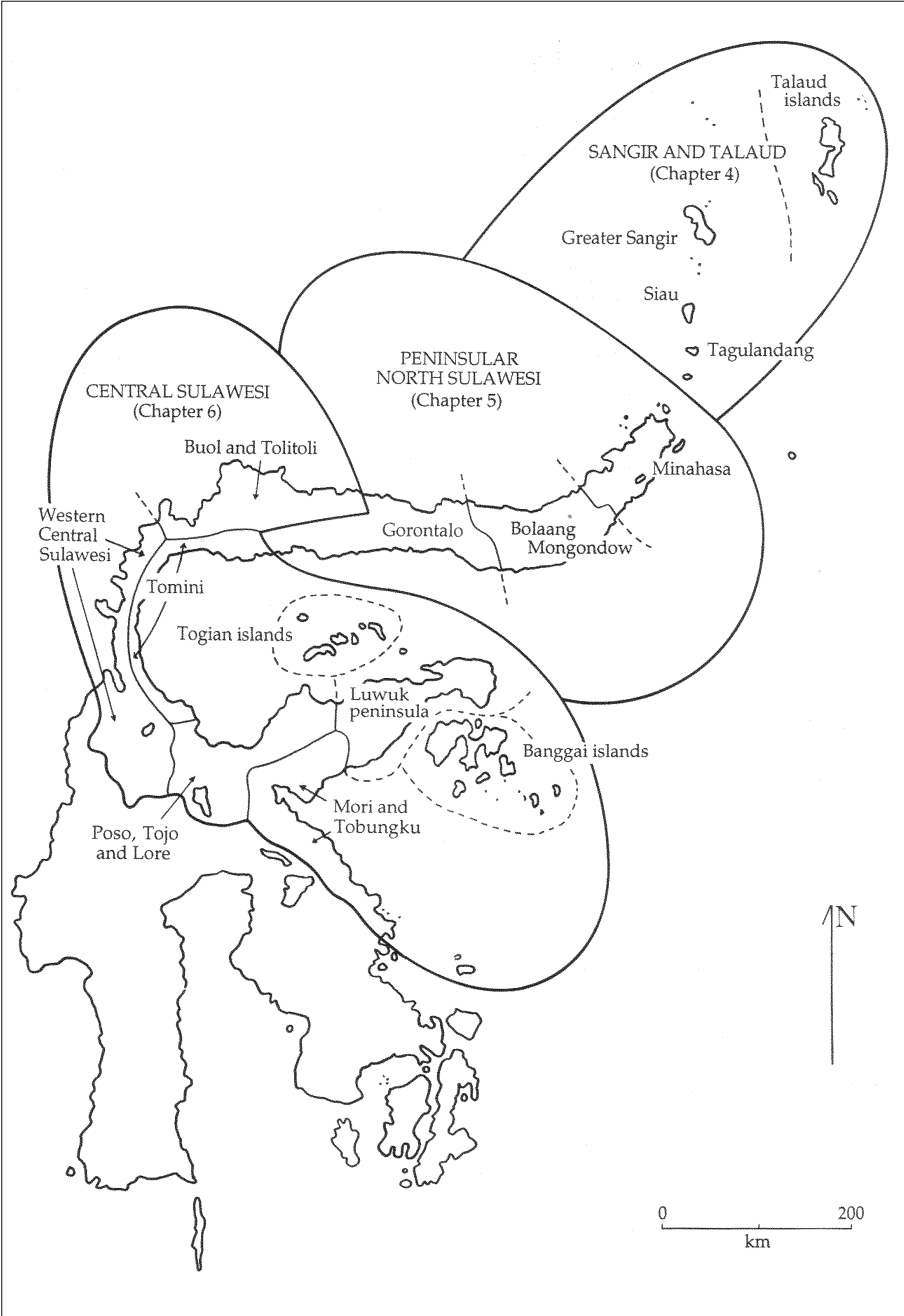 Talaud
islands
SANGIR AND TALAUD
(Chapter 4)
Greater Sangir
Siau
Tagulandang
PENINSULAR
NORTH SULAWESI
(Chapter 5)
CENTRAL SULAWESI
(Chapter 6)
Buol and Tolitoli
Minahasa
Western
Central
Sulawesi
Gorontalo
Bolaang
Mongondow
Tomini
Togian islands
Luwuk
peninsula
Banggai islands
Mori and
Tobungku
Poso, Tojo
and Lore
N
0 200
km